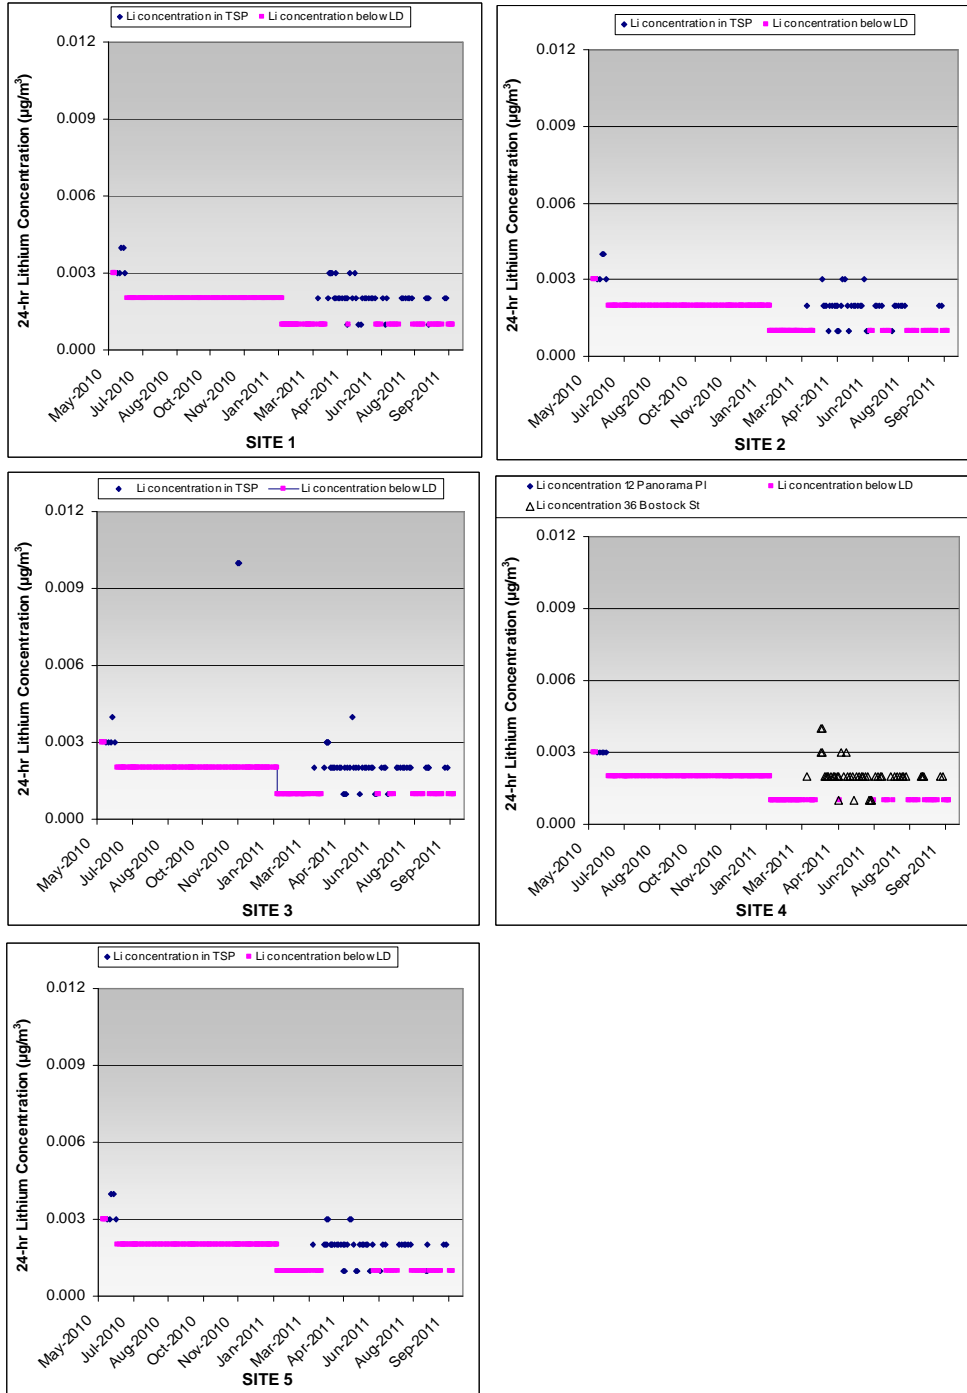 Li concentration in TSP Li concentration below LD
24-hr Lithium Concentration (µg/m³)
0.012
0.009
0.006
0.003
0.000
May-2010
Jul-2010
Aug-2010
Oct-2010
Nov-2010
Jan-2011
Mar-2011
Apr-2011
Jun-2011
Aug-2011
Sep-2011
SITE 1
Li concentration in TSP Li concentration below LD
24-hr Lithium Concentration (µg/m³)
0.012
0.009
0.006
0.003
0.000
May-2010
Jul-2010
Aug-2010
Oct-2010
Nov-2010
Jan-2011
Mar-2011
Apr-2011
Jun-2011
Aug-2011
Sep-2011
SITE 2
Li concentration in TSP Li concentration below LD
24-hr Lithium Concentration (µg/m³)
0.012
0.009
0.006
0.003
0.000
May-2010
Jul-2010
Aug-2010
Oct-2010
Nov-2010
Jan-2011
Mar-2011
Apr-2011
Jun-2011
Aug-2011
Sep-2011
SITE 3
Li concentration 12 Panorama Pl Li concentration below LD
Li concentration 36 Bostock St
24-hr Lithium Concentration (µg/m³)
0.012
0.009
0.006
0.003
0.000
May-2010
Jul-2010
Aug-2010
Oct-2010
Nov-2010
Jan-2011
Mar-2011
Apr-2011
Jun-2011
Aug-2011
Sep-2011
SITE 4
Li concentration in TSP Li concentration below LD
24-hr Lithium Concentration (µg/m³)
0.012
0.009
0.006
0.003
0.000
May-2010
Jul-2010
Aug-2010
Oct-2010
Nov-2010
Jan-2011
Mar-2011
Apr-2011
Jun-2011
Aug-2011
Sep-2011
SITE 5